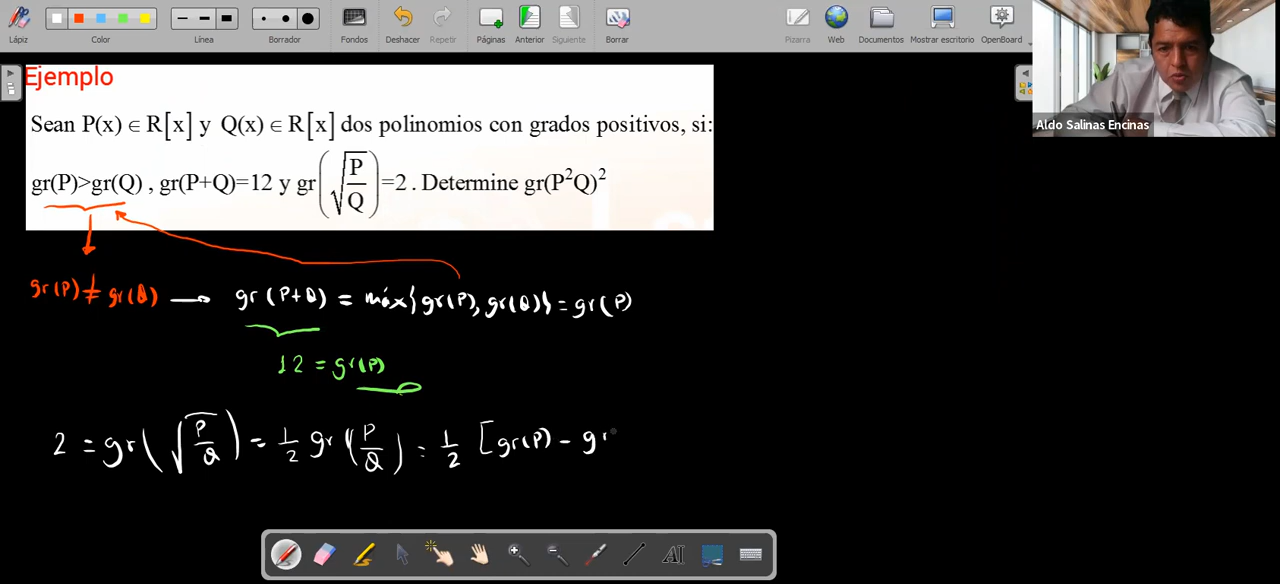 Lápiz Color Línea Borrador Fondos Deshacer Repetir Páginas Anterior Siguiente Borrar Pizarra Web Documentos Mostrar escritorio OpenBoard
Aldo Salinas Encinas
Ejemplo
Sean P(x) ∈ R[x] y Q(x) ∈ R[x] dos polinomios con grados positivos, si:
gr(P)>gr(Q) , gr(P+Q)=12 y gr(√(P/Q))=2 . Determine gr(P²Q)²
gr(P) ≠ gr(Q) → gr(P+Q) = máx{gr(P), gr(Q)} = gr(P)
12 = gr(P)
2 = gr(√(P/Q)) = 1/2 gr(P/Q) = 1/2 [gr(P) - gr
AI